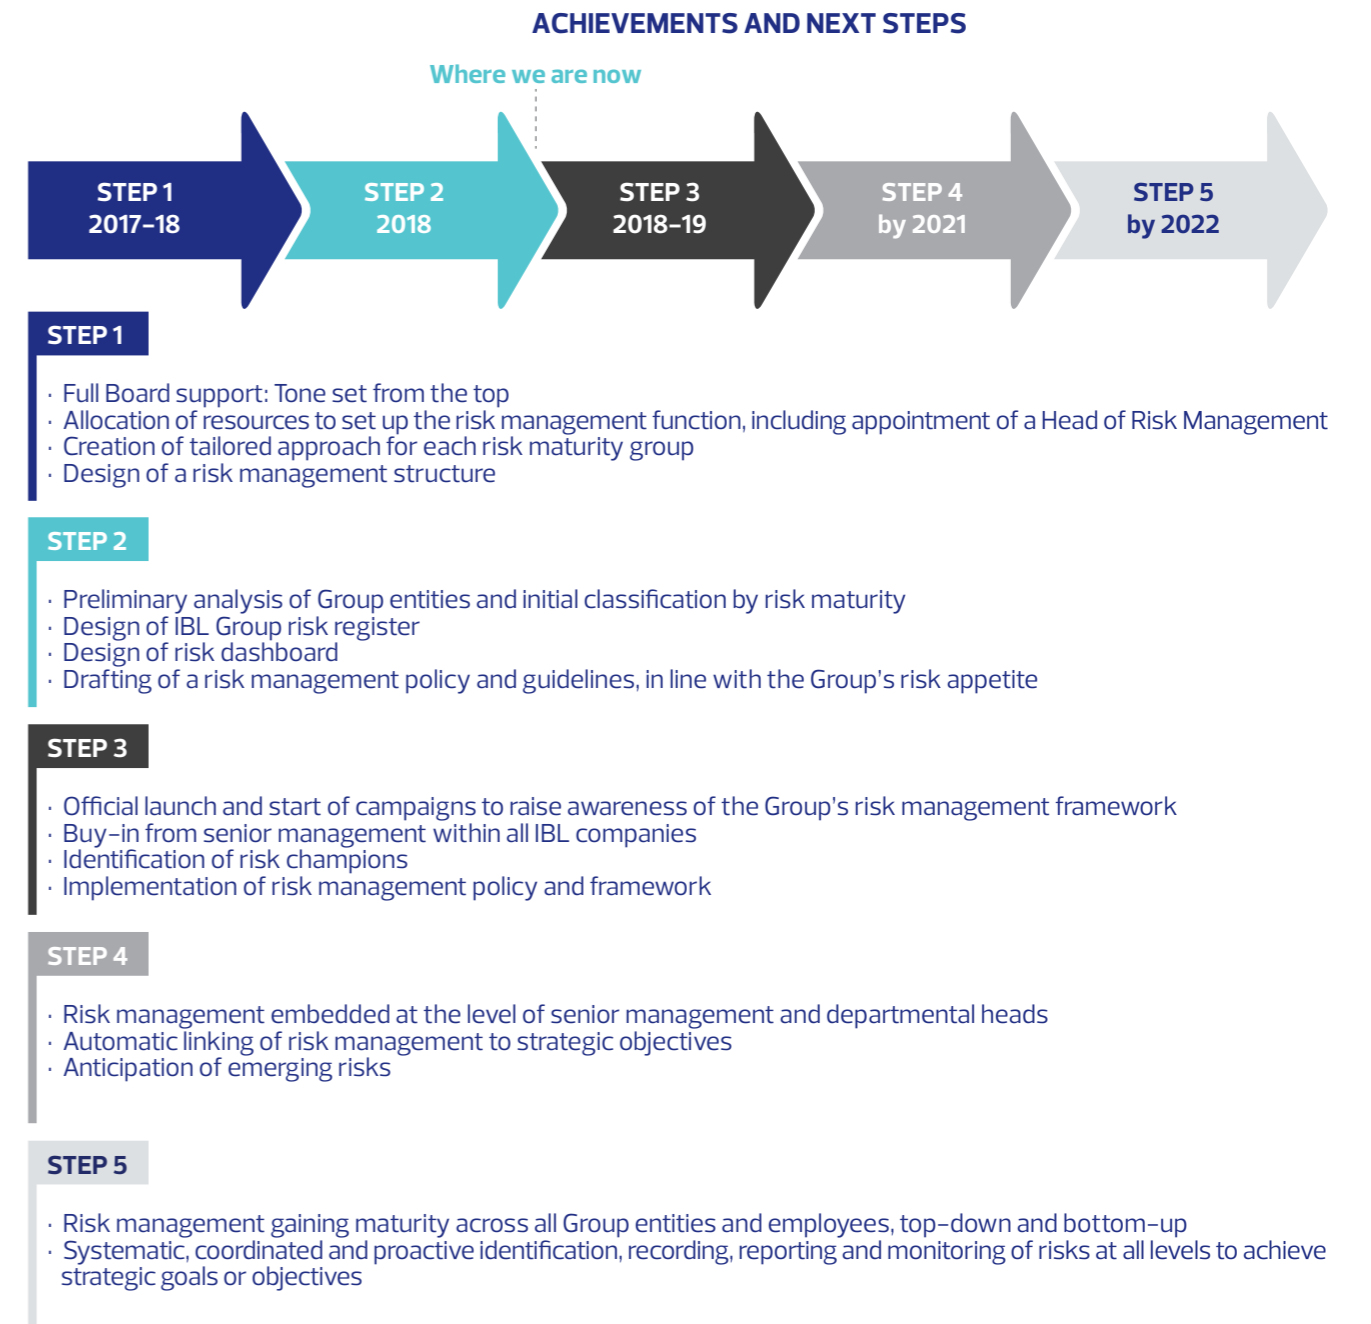 ACHIEVEMENTS AND NEXT STEPS
Where we are now
STEP 1
2017–18
STEP 2
2018
STEP 3
2018–19
STEP 4
by 2021
STEP 5
by 2022
STEP 1
· Full Board support: Tone set from the top
· Allocation of resources to set up the risk management function, including appointment of a Head of Risk Management
· Creation of tailored approach for each risk maturity group
· Design of a risk management structure
STEP 2
· Preliminary analysis of Group entities and initial classification by risk maturity
· Design of IBL Group risk register
· Design of risk dashboard
· Drafting of a risk management policy and guidelines, in line with the Group’s risk appetite
STEP 3
· Official launch and start of campaigns to raise awareness of the Group’s risk management framework
· Buy-in from senior management within all IBL companies
· Identification of risk champions
· Implementation of risk management policy and framework
STEP 4
· Risk management embedded at the level of senior management and departmental heads
· Automatic linking of risk management to strategic objectives
· Anticipation of emerging risks
STEP 5
· Risk management gaining maturity across all Group entities and employees, top-down and bottom-up
· Systematic, coordinated and proactive identification, recording, reporting and monitoring of risks at all levels to achieve
strategic goals or objectives